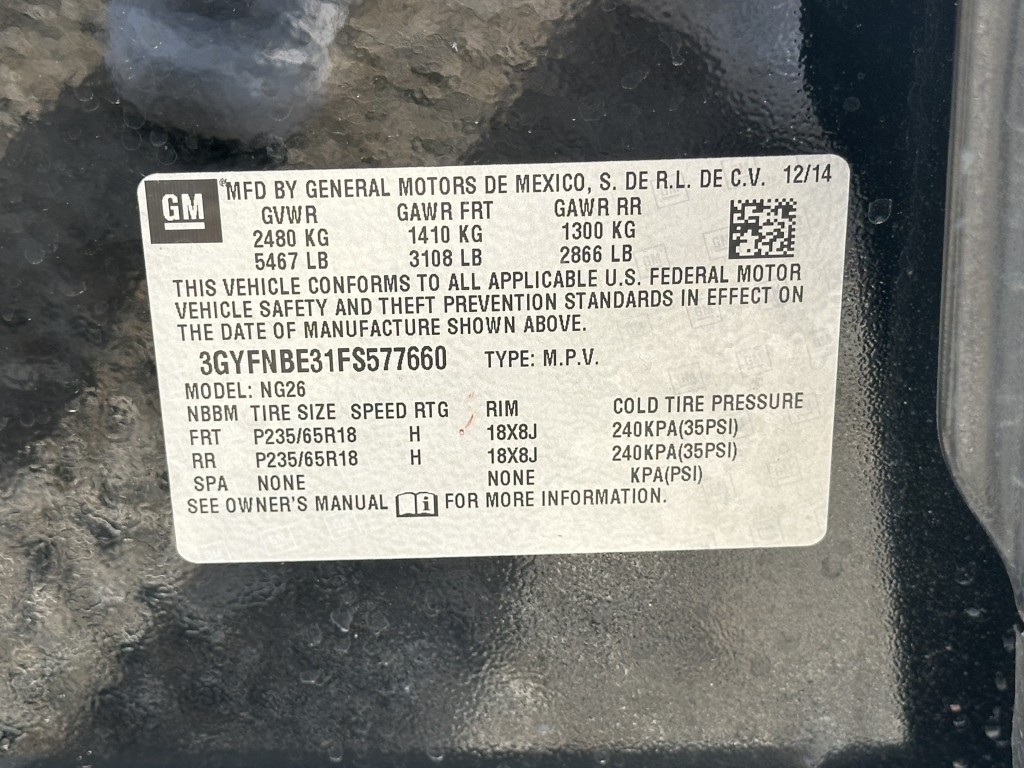 GM
MFD BY GENERAL MOTORS DE MEXICO, S. DE R.L. DE C.V. 12/14
GVWR GAWR FRT GAWR RR
2480 KG 1410 KG 1300 KG
5467 LB 3108 LB 2866 LB
THIS VEHICLE CONFORMS TO ALL APPLICABLE U.S. FEDERAL MOTOR
VEHICLE SAFETY AND THEFT PREVENTION STANDARDS IN EFFECT ON
THE DATE OF MANUFACTURE SHOWN ABOVE.
3GYFNBE31FS577660 TYPE: M.P.V.
MODEL: NG26
NBBM TIRE SIZE SPEED RTG RIM COLD TIRE PRESSURE
FRT P235/65R18 H 18X8J 240KPA(35PSI)
RR P235/65R18 H 18X8J 240KPA(35PSI)
SPA NONE NONE KPA(PSI)
SEE OWNER'S MANUAL i FOR MORE INFORMATION.